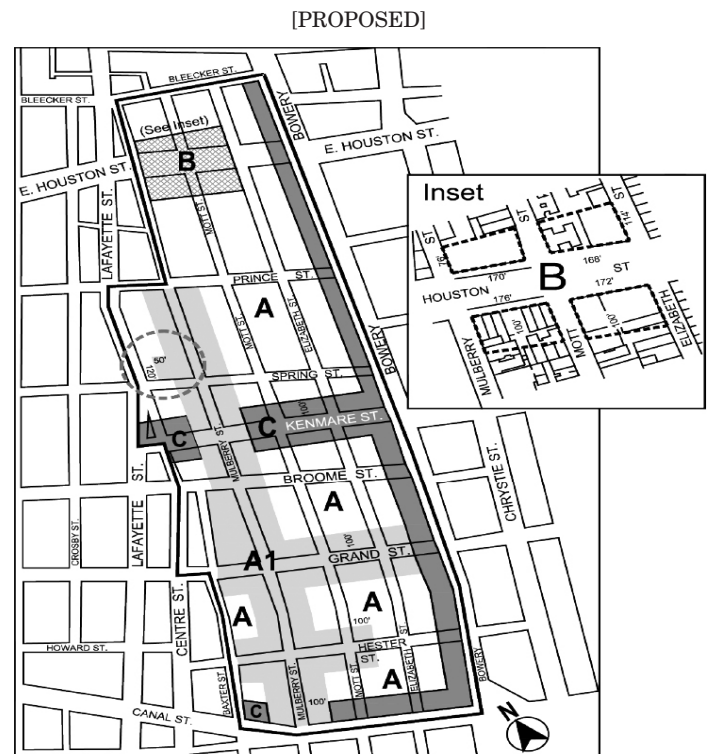 [PROPOSED]
BLEECKER ST.
BLEECKER ST.
(See Inset)
BOWERY
E. HOUSTON ST.
E. HOUSTON ST.
B
LAFAYETTE ST.
MOTT ST.
Inset
ST
ST
ST
76'
114'
170'
168'
B
ST
HOUSTON
176'
172'
100'
100'
MULBERRY
MOTT
ELIZABETH
PRINCE ST.
A
MOTT ST.
ELIZABETH ST.
BOWERY
50'
120'
SPRING ST.
100'
C
C
KENMARE ST.
MULBERRY ST.
BROOME ST.
A
CHRYSTIE ST.
CROSBY ST.
LAFAYETTE ST.
100'
A1
GRAND ST.
A
A
CENTRE ST.
100'
HOWARD ST.
HESTER ST.
BAXTER ST.
MULBERRY ST.
MOTT ST.
ELIZABETH ST.
A
BOWERY
C
100'
CANAL ST.
N